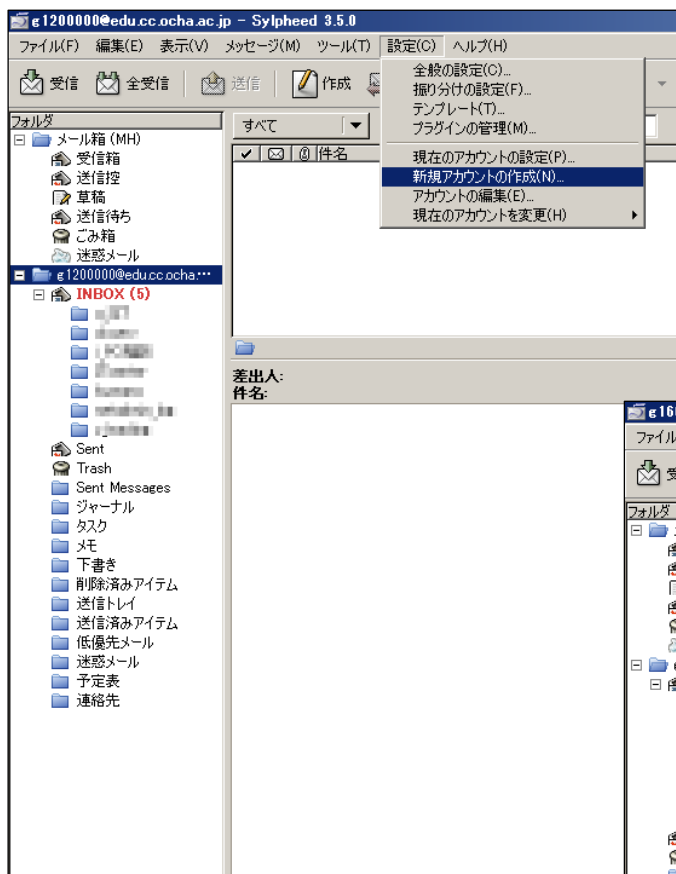 g1200000@edu.cc.ocha.ac.jp - Sylpheed 3.5.0
ファイル(F) 編集(E) 表示(V) メッセージ(M) ツール(T) 設定(C) ヘルプ(H)
受信 全受信 送信 作成
全般の設定(C)...
振り分けの設定(F)...
テンプレート(T)...
プラグインの管理(M)...
現在のアカウントの設定(P)...
新規アカウントの作成(N)...
アカウントの編集(E)...
現在のアカウントを変更(H)
フォルダ
すべて
件名
メール箱 (MH)
受信箱
送信控
草稿
送信待ち
ごみ箱
迷惑メール
g1200000@edu.cc.ocha…
INBOX (5)
Sent
Trash
Sent Messages
ジャーナル
タスク
メモ
下書き
削除済みアイテム
送信トレイ
送信済みアイテム
低優先メール
迷惑メール
予定表
連絡先
差出人:
件名:
g16
ファイル
フォルダ